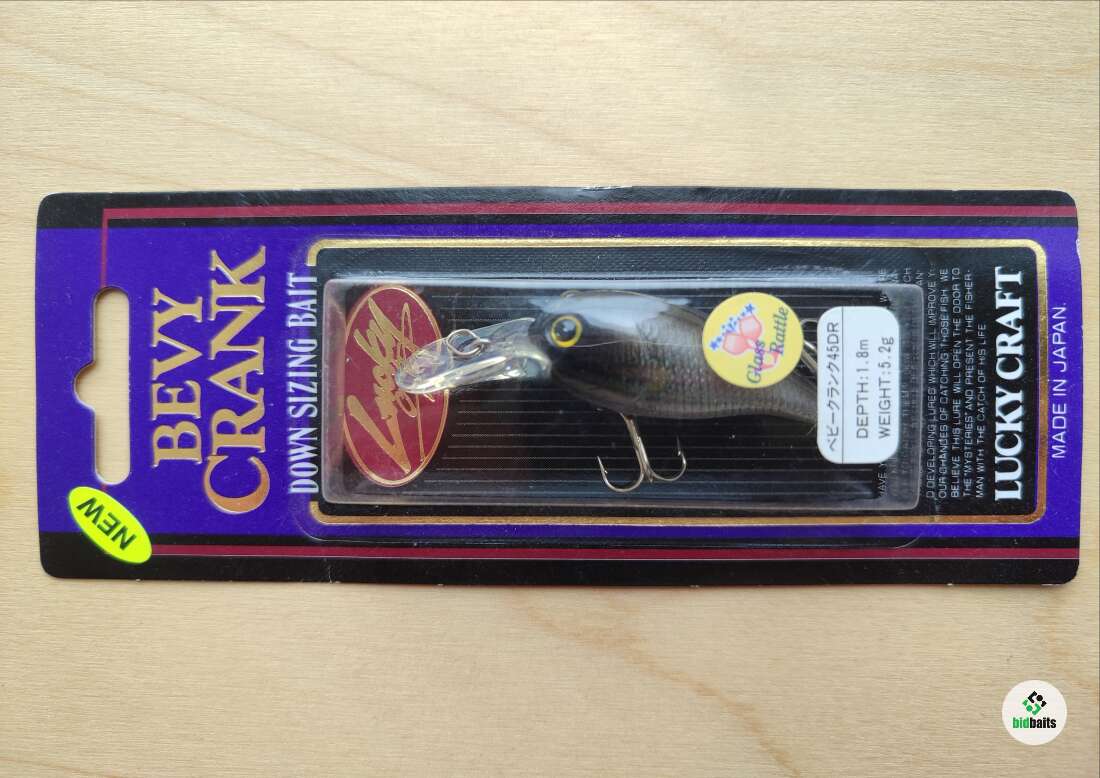 BEVY
CRANK
DOWN SIZING BAIT
NEW
Lucky
Craft
Glass
Rattle
ベビークランク45DR
DEPTH:1.8m
WEIGHT:5.2g
D DEVELOPING LURES WHICH WILL IMPROVE
OUR CHANCES OF CATCHING THOSE FISH. WE
BELIEVE THIS LURE WILL OPEN THE DOOR TO
THE "MYSTERIES" AND PRESENT THE FISHER-
MAN WITH THE CATCH OF HIS LIFE
LUCKY CRAFT
MADE IN JAPAN.
bidbaits